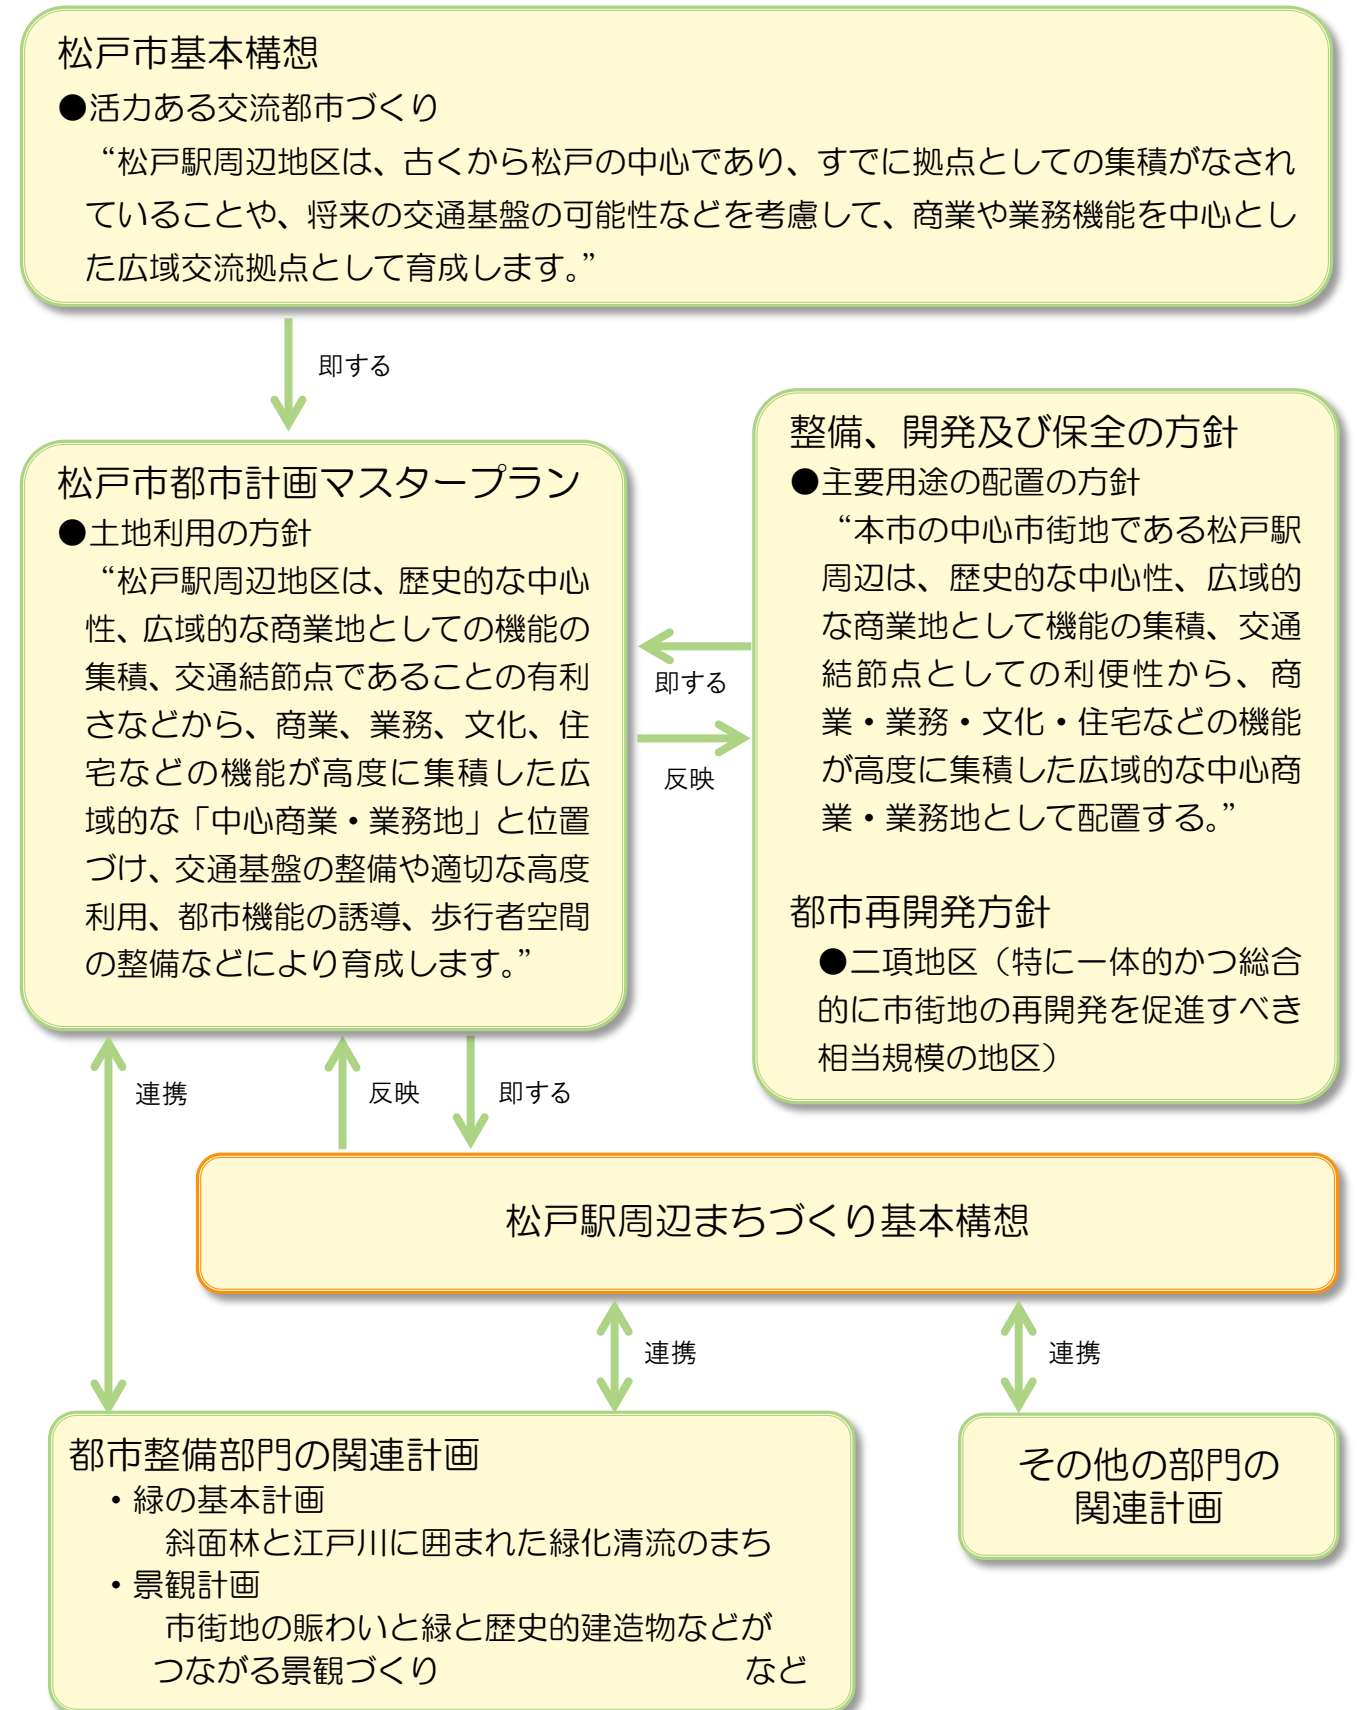 松戸市基本構想
●活力ある交流都市づくり
“松戸駅周辺地区は、古くから松戸の中心であり、すでに拠点としての集積がなされ
ていることや、将来の交通基盤の可能性などを考慮して、商業や業務機能を中心とし
た広域交流拠点として育成します。”
即する
松戸市都市計画マスタープラン
●土地利用の方針
“松戸駅周辺地区は、歴史的な中心
性、広域的な商業地としての機能の
集積、交通結節点であることの有利
さなどから、商業、業務、文化、住
宅などの機能が高度に集積した広
域的な「中心商業・業務地」と位置
づけ、交通基盤の整備や適切な高度
利用、都市機能の誘導、歩行者空間
の整備などにより育成します。”
即する
反映
整備、開発及び保全の方針
●主要用途の配置の方針
“本市の中心市街地である松戸駅
周辺は、歴史的な中心性、広域的
な商業地として機能の集積、交通
結節点としての利便性から、商
業・業務・文化・住宅などの機能
が高度に集積した広域的な中心商
業・業務地として配置する。”
都市再開発方針
●二項地区（特に一体的かつ総合
的に市街地の再開発を促進すべき
相当規模の地区）
連携
反映
即する
松戸駅周辺まちづくり基本構想
連携
連携
都市整備部門の関連計画
・緑の基本計画
斜面林と江戸川に囲まれた緑化清流のまち
・景観計画
市街地の賑わいと緑と歴史的建造物などが
つながる景観づくり　など
その他の部門の
関連計画